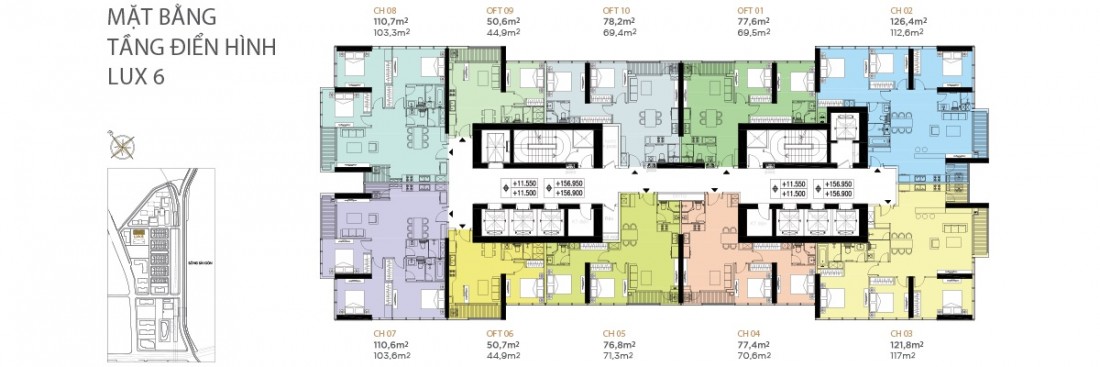 MẶT BẰNG
TẦNG ĐIỂN HÌNH
LUX 6
CH 08
110,7m²
103,3m²
OFT 09
50,6m²
44,9m²
OFT 10
78,2m²
69,4m²
OFT 01
77,6m²
69,5m²
CH 02
126,4m²
112,6m²
+11.550
+11.500
+156.950
+156.900
+11.550
+11.500
+156.950
+156.900
SÔNG SÀI GÒN
CH 07
110,6m²
103,6m²
OFT 06
50,7m²
44,9m²
CH 05
76,8m²
71,3m²
CH 04
77,4m²
70,6m²
CH 03
121,8m²
117m²